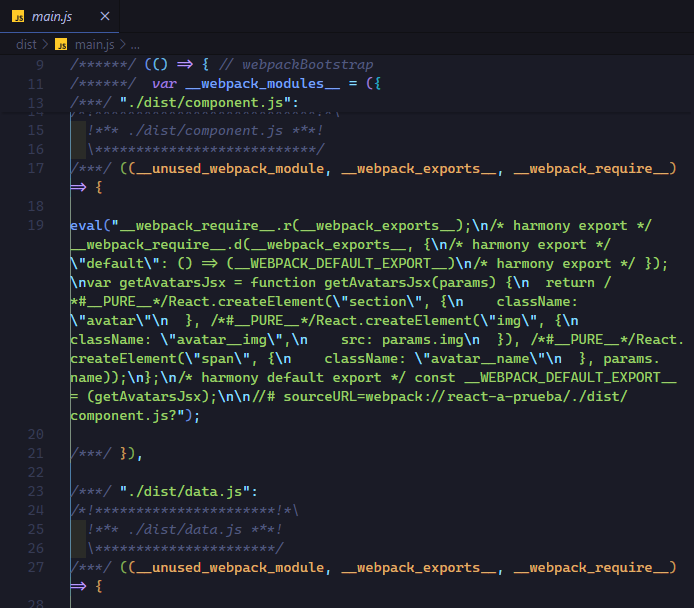 JS main.js ×
dist > JS main.js > ...
9 /******/ (() => { // webpackBootstrap
11 /******/ 	var __webpack_modules__ = ({
13 /***/ "./dist/component.js":
15 !*** ./dist/component.js ***!
16 \***************************/
17 /***/ ((__unused_webpack_module, __webpack_exports__, __webpack_require__)
=> {
18
19 eval("__webpack_require__.r(__webpack_exports__);\n/* harmony export */
__webpack_require__.d(__webpack_exports__, {\n/* harmony export */
\"default\": () => (__WEBPACK_DEFAULT_EXPORT__)\n/* harmony export */ });
\nvar getAvatarsJsx = function getAvatarsJsx(params) {\n  return /
*#__PURE__*/React.createElement(\"section\", {\n    className:
\"avatar\"\n  }, /*#__PURE__*/React.createElement(\"img\", {\n
className: \"avatar__img\",\n    src: params.img\n  }), /*#__PURE__*/React.
createElement(\"span\", {\n    className: \"avatar__name\"\n  }, params.
name));\n};\n/* harmony default export */ const __WEBPACK_DEFAULT_EXPORT__
= (getAvatarsJsx);\n\n//# sourceURL=webpack://react-a-prueba/./dist/
component.js?");
20
21 /***/ }),
22
23 /***/ "./dist/data.js":
24 /*!**********************!*\
25 !*** ./dist/data.js ***!
26 \**********************/
27 /***/ ((__unused_webpack_module, __webpack_exports__, __webpack_require__)
=> {
28